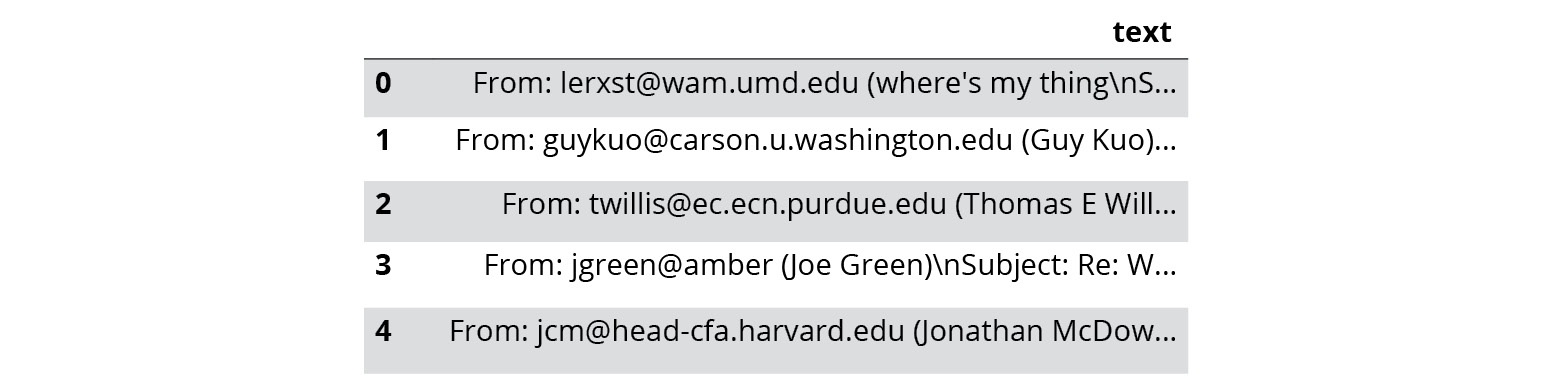 text
0 From: lerxst@wam.umd.edu (where's my thing\nS...
1 From: guykuo@carson.u.washington.edu (Guy Kuo)...
2 From: twillis@ec.ecn.purdue.edu (Thomas E Will...
3 From: jgreen@amber (Joe Green)\nSubject: Re: W...
4 From: jcm@head-cfa.harvard.edu (Jonathan McDow...